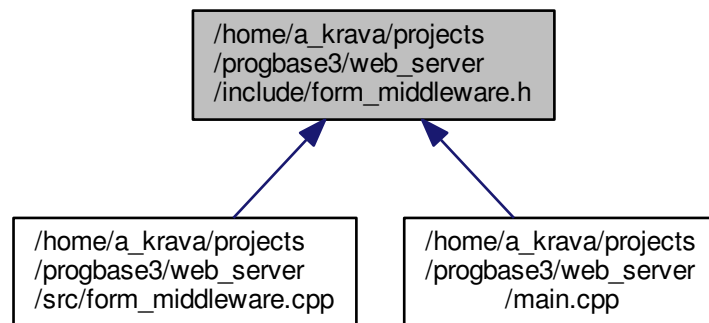 /home/a_krava/projects
/progbase3/web_server
/include/form_middleware.h
/home/a_krava/projects
/progbase3/web_server
/src/form_middleware.cpp
/home/a_krava/projects
/progbase3/web_server
/main.cpp